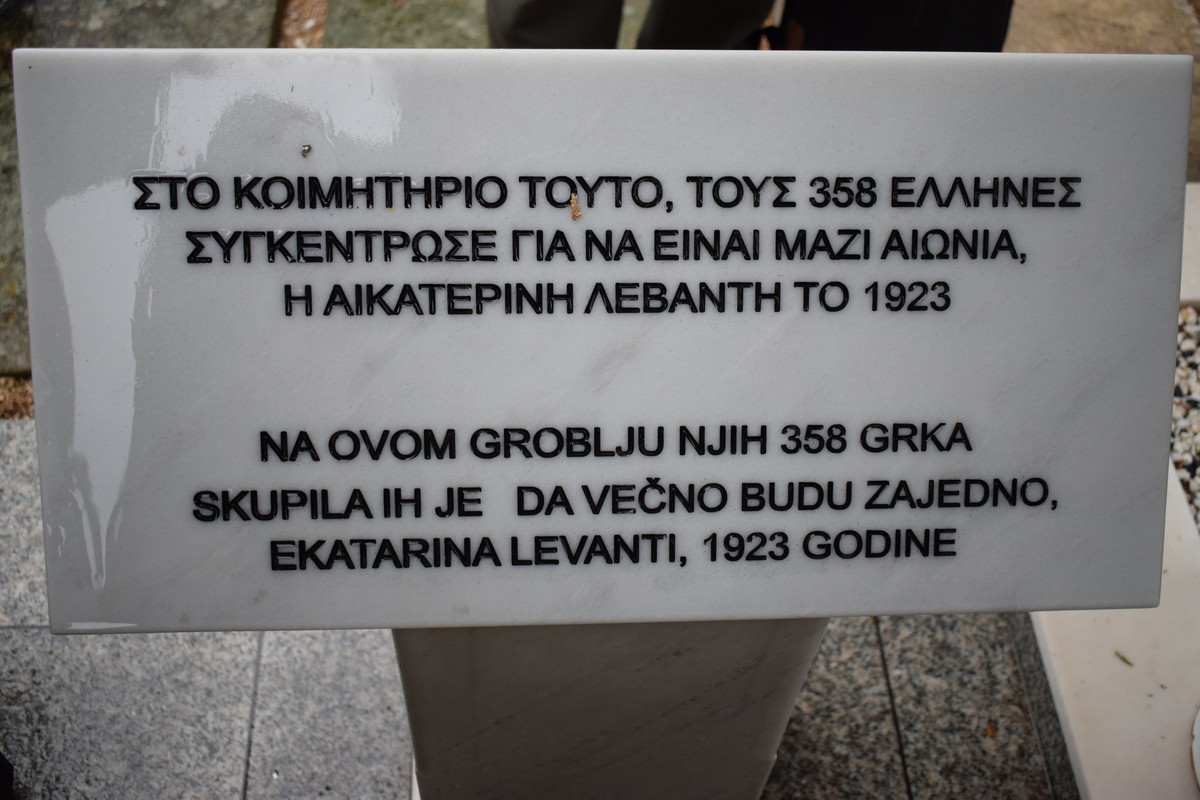 ΣΤΟ ΚΟΙΜΗΤΗΡΙΟ ΤΟΥΤΟ, ΤΟΥΣ 358 ΕΛΛΗΝΕΣ
ΣΥΓΚΕΝΤΡΩΣΕ ΓΙΑ ΝΑ ΕΙΝΑΙ ΜΑΖΙ ΑΙΩΝΙΑ,
Η ΑΙΚΑΤΕΡΙΝΗ ΛΕΒΑΝΤΗ ΤΟ 1923
NA OVOM GROBLJU NJIH 358 GRKA
SKUPILA IH JE DA VEČNO BUDU ZAJEDNO,
EKATARINA LEVANTI, 1923 GODINE